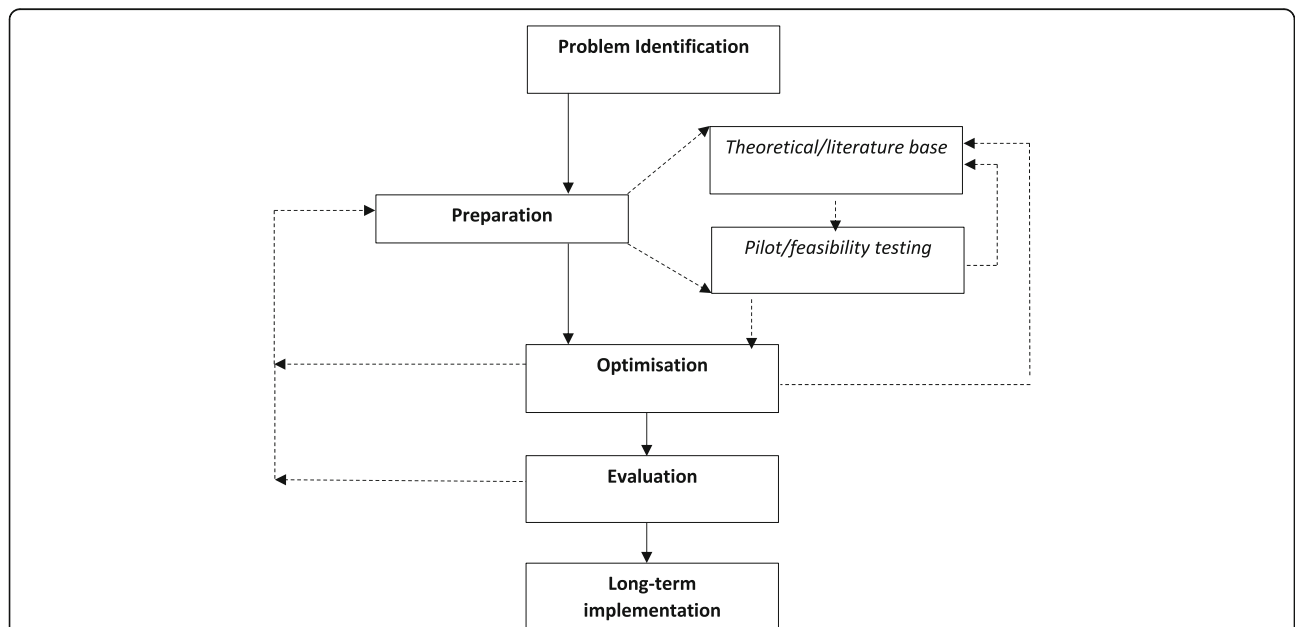 Problem Identification
Theoretical/literature base
Preparation
Pilot/feasibility testing
Optimisation
Evaluation
Long-term
implementation